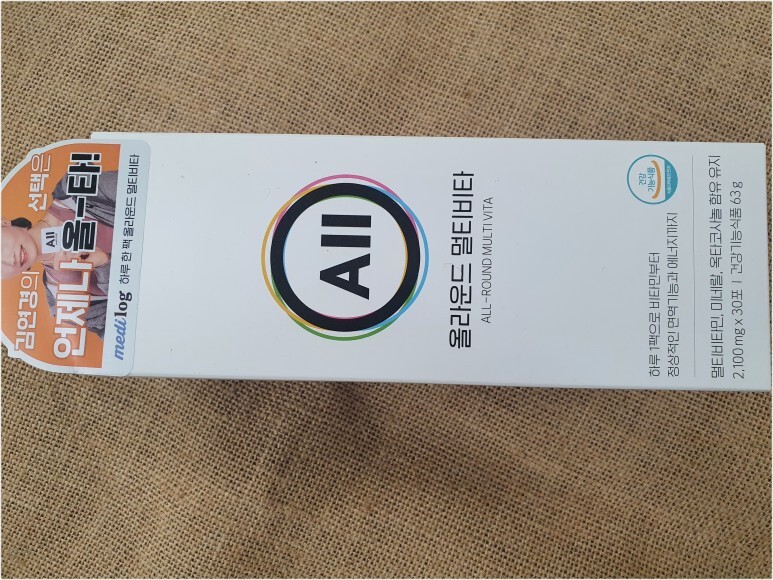 김연경의 선택은
All
언제나 올–타!
medilog 하루 한 팩 올라운드 멀티비타
All
올라운드 멀티비타
ALL-ROUND MULTI VITA
건강
기능식품
하루 1팩으로 비타민부터
정상적인 면역기능과 에너지까지
멀티비타민, 미네랄, 옥타코사놀 함유 유지
2,100 mg x 30포 | 건강기능식품 63 g